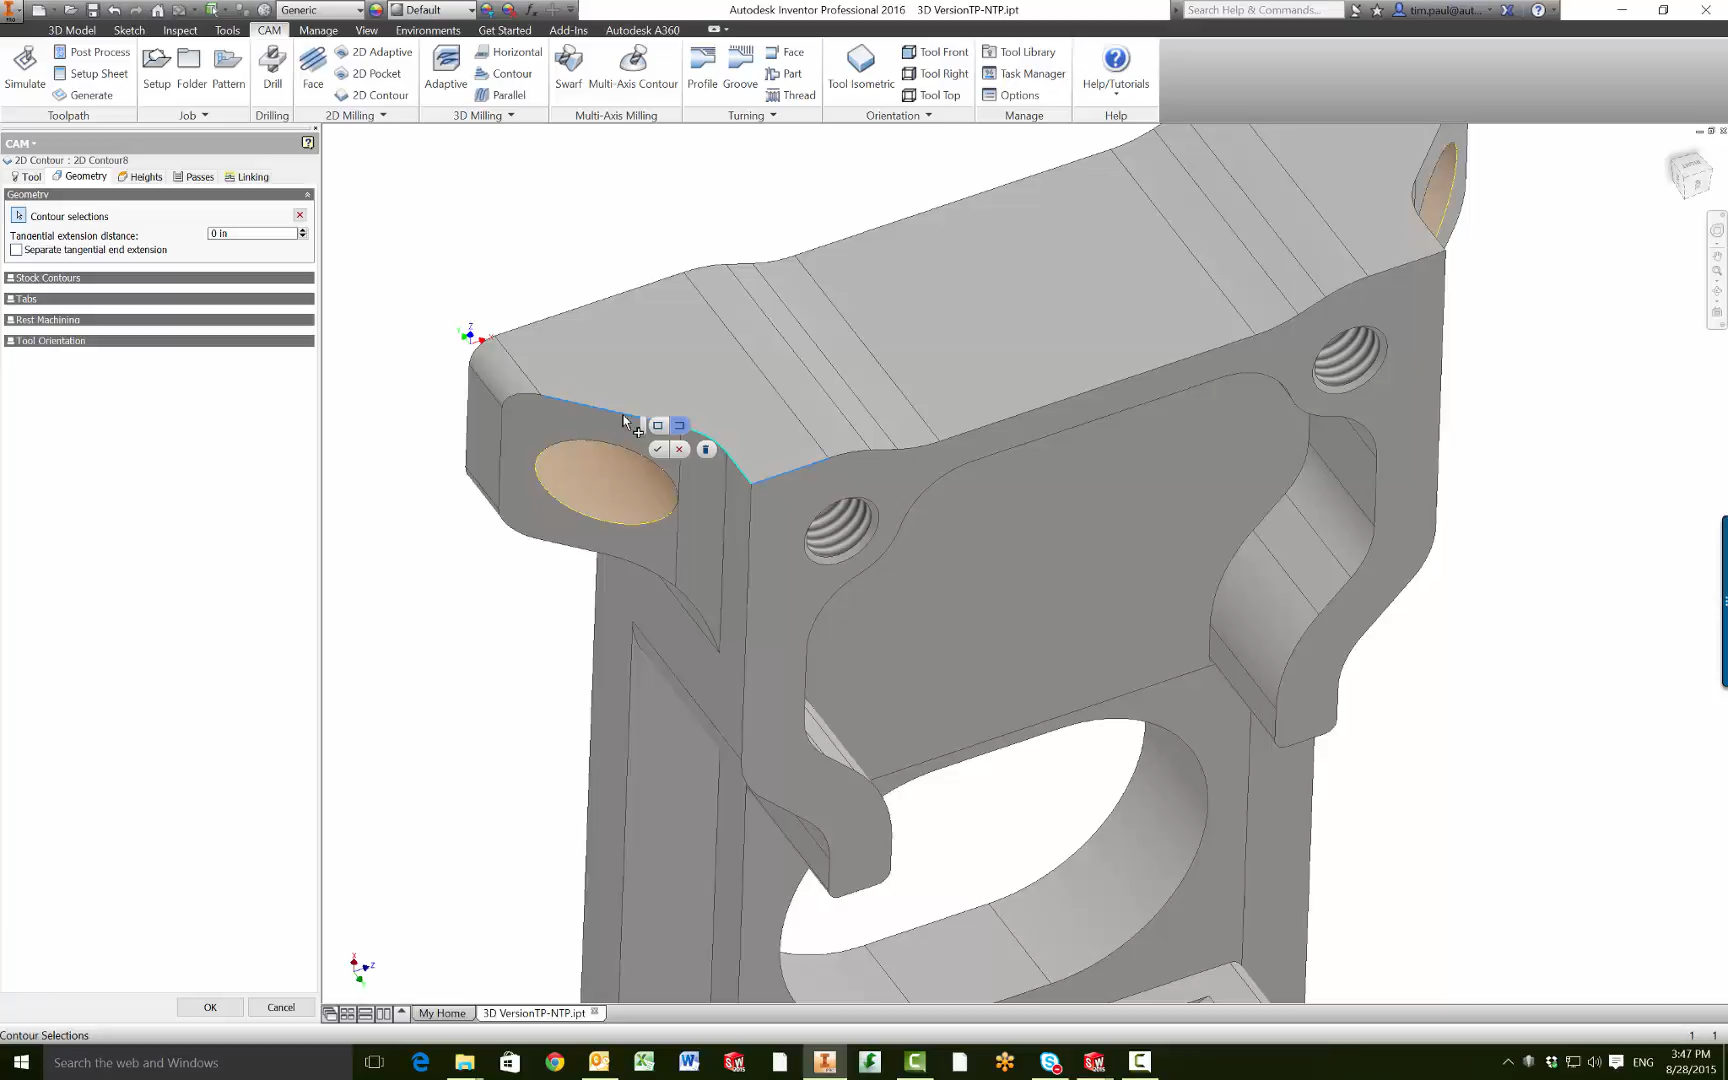 Generic
Default
Autodesk Inventor Professional 2016 3D VersionTP-NTP.ipt
Search Help & Commands...
tim.paul@aut...
PRO
3D Model Sketch Inspect Tools CAM Manage View Environments Get Started Add-Ins Autodesk A360
Simulate
Post Process
Setup Sheet
Generate
Toolpath
Setup
Folder
Pattern
Job
Drill
Drilling
Face
2D Adaptive
2D Pocket
2D Contour
2D Milling
Adaptive
Horizontal
Contour
Parallel
3D Milling
Swarf
Multi-Axis Contour
Multi-Axis Milling
Profile
Groove
Face
Part
Thread
Turning
Tool Isometric
Tool Front
Tool Right
Tool Top
Orientation
Tool Library
Task Manager
Options
Manage
Help/Tutorials
Help
CAM
2D Contour : 2D Contour8
Tool Geometry Heights Passes Linking
Geometry
Contour selections
Tangential extension distance: 0 in
Separate tangential end extension
Stock Contours
Tabs
Rest Machining
Tool Orientation
OK Cancel
Z
Y
X
Z
My Home 3D VersionTP-NTP.ipt
Contour Selections
1 1
Search the web and Windows
ENG
3:47 PM
8/28/2015